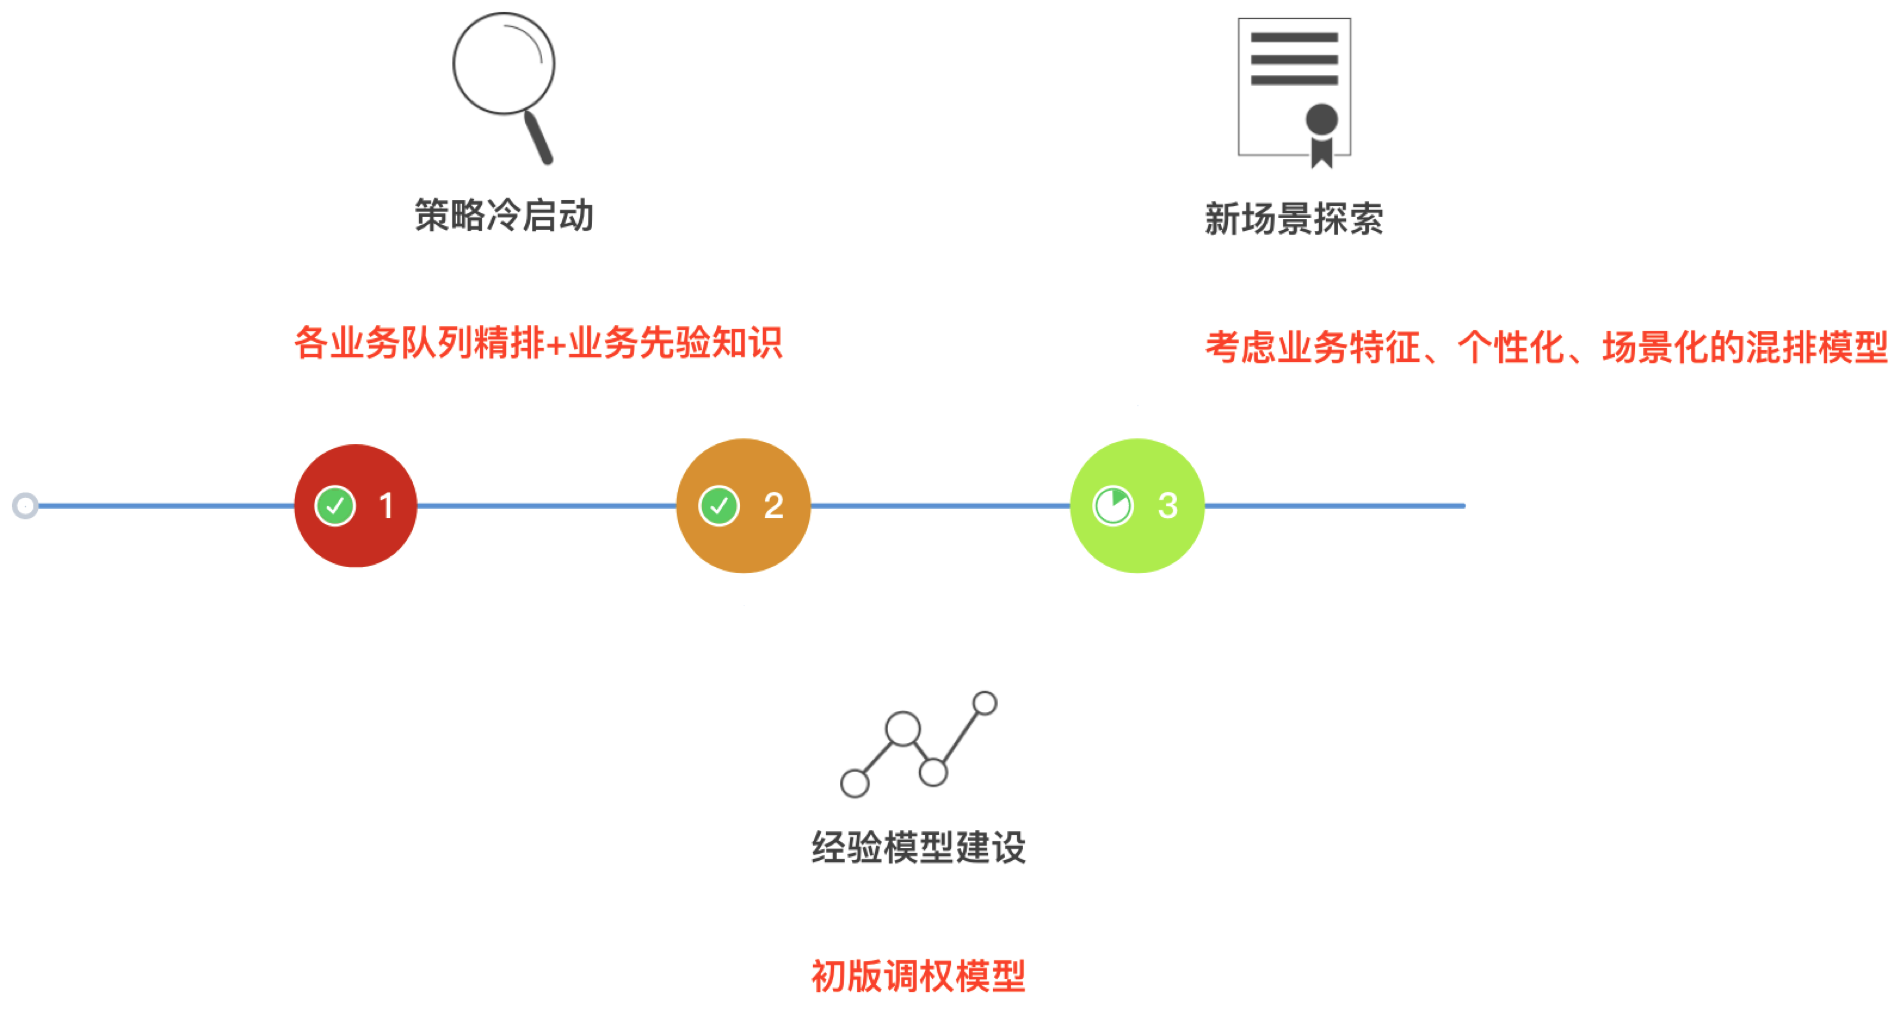 策略冷启动
新场景探索
各业务队列精排+业务先验知识
考虑业务特征、个性化、场景化的混排模型
1
2
3
经验模型建设
初版调权模型